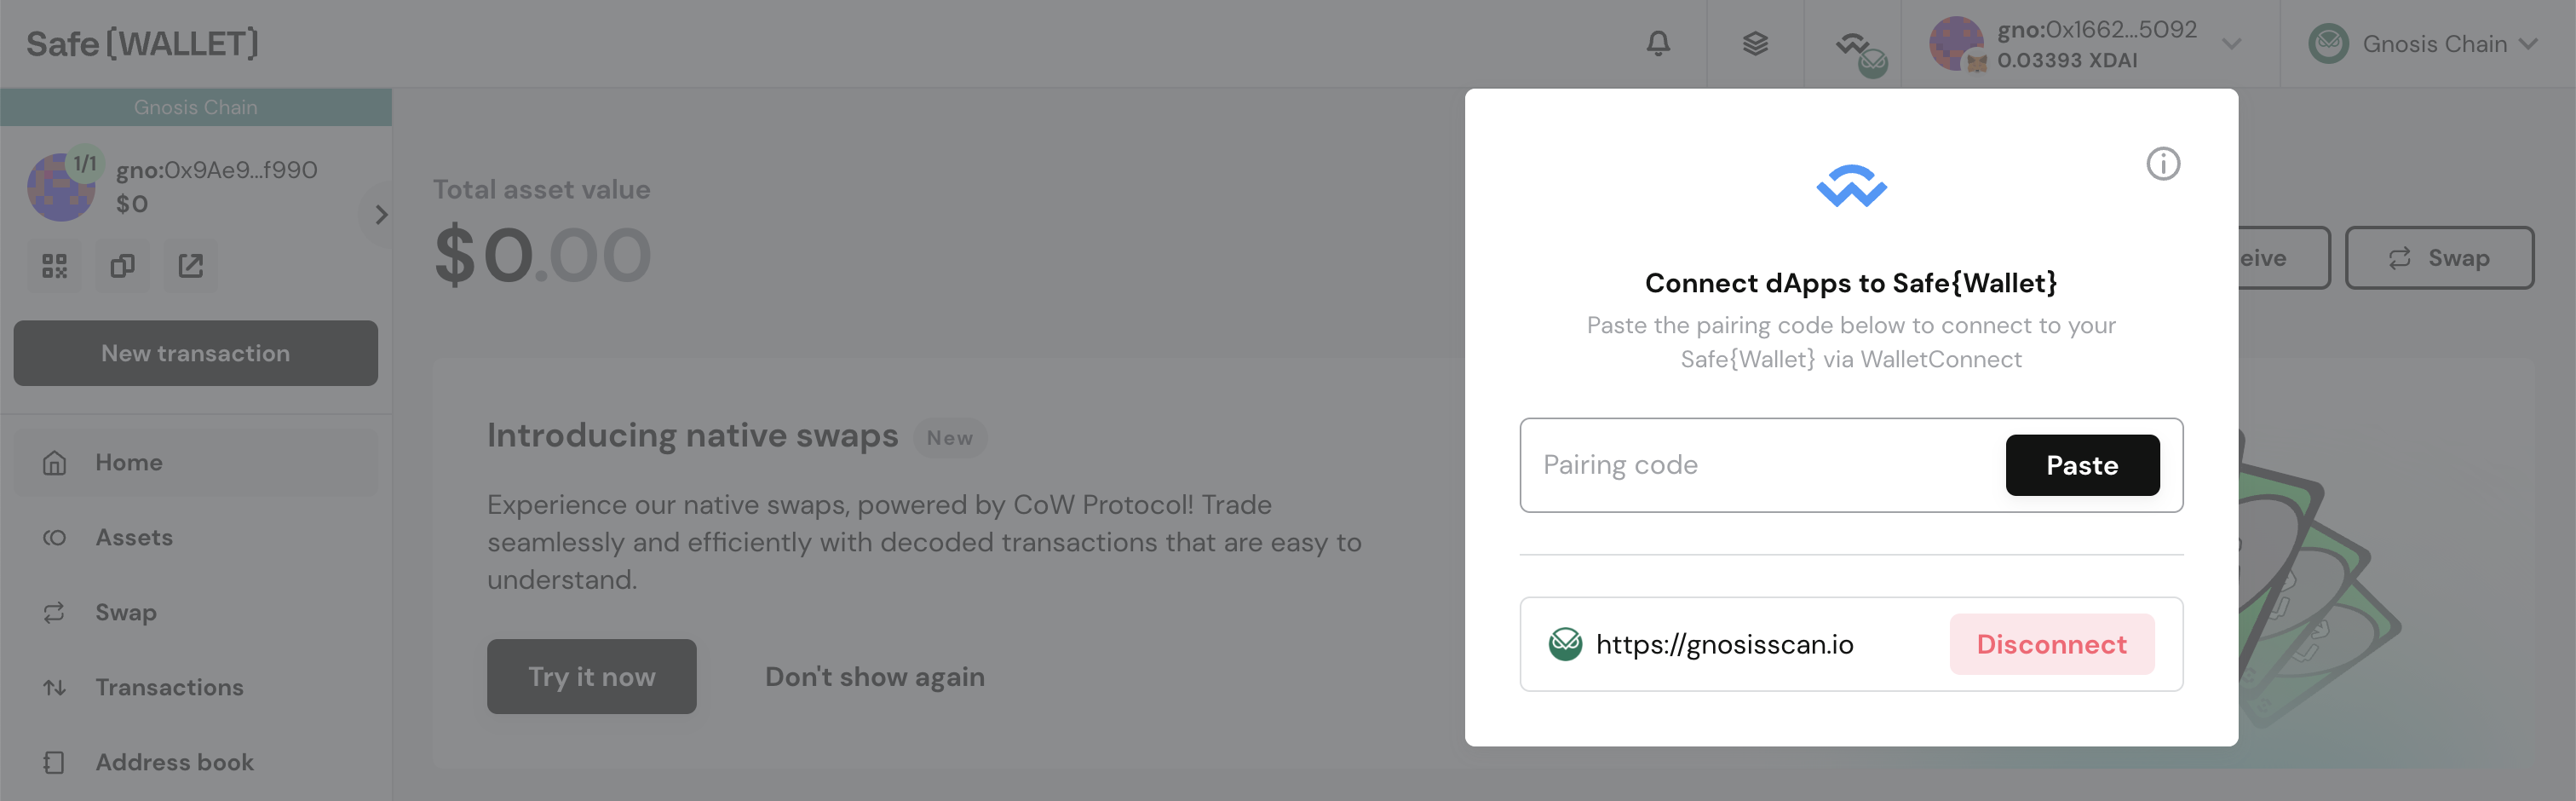 Safe{WALLET}
gno:0x1662...5092
0.03393 XDAI
Gnosis Chain
Gnosis Chain
1/1
gno:0x9Ae9...f990
$0
New transaction
Home
Assets
Swap
Transactions
Address book
Total asset value
$0.00
eive
Swap
Introducing native swaps
New
Experience our native swaps, powered by CoW Protocol! Trade
seamlessly and efficiently with decoded transactions that are easy to
understand.
Try it now
Don't show again
Connect dApps to Safe{Wallet}
Paste the pairing code below to connect to your
Safe{Wallet} via WalletConnect
Pairing code
Paste
https://gnosisscan.io
Disconnect